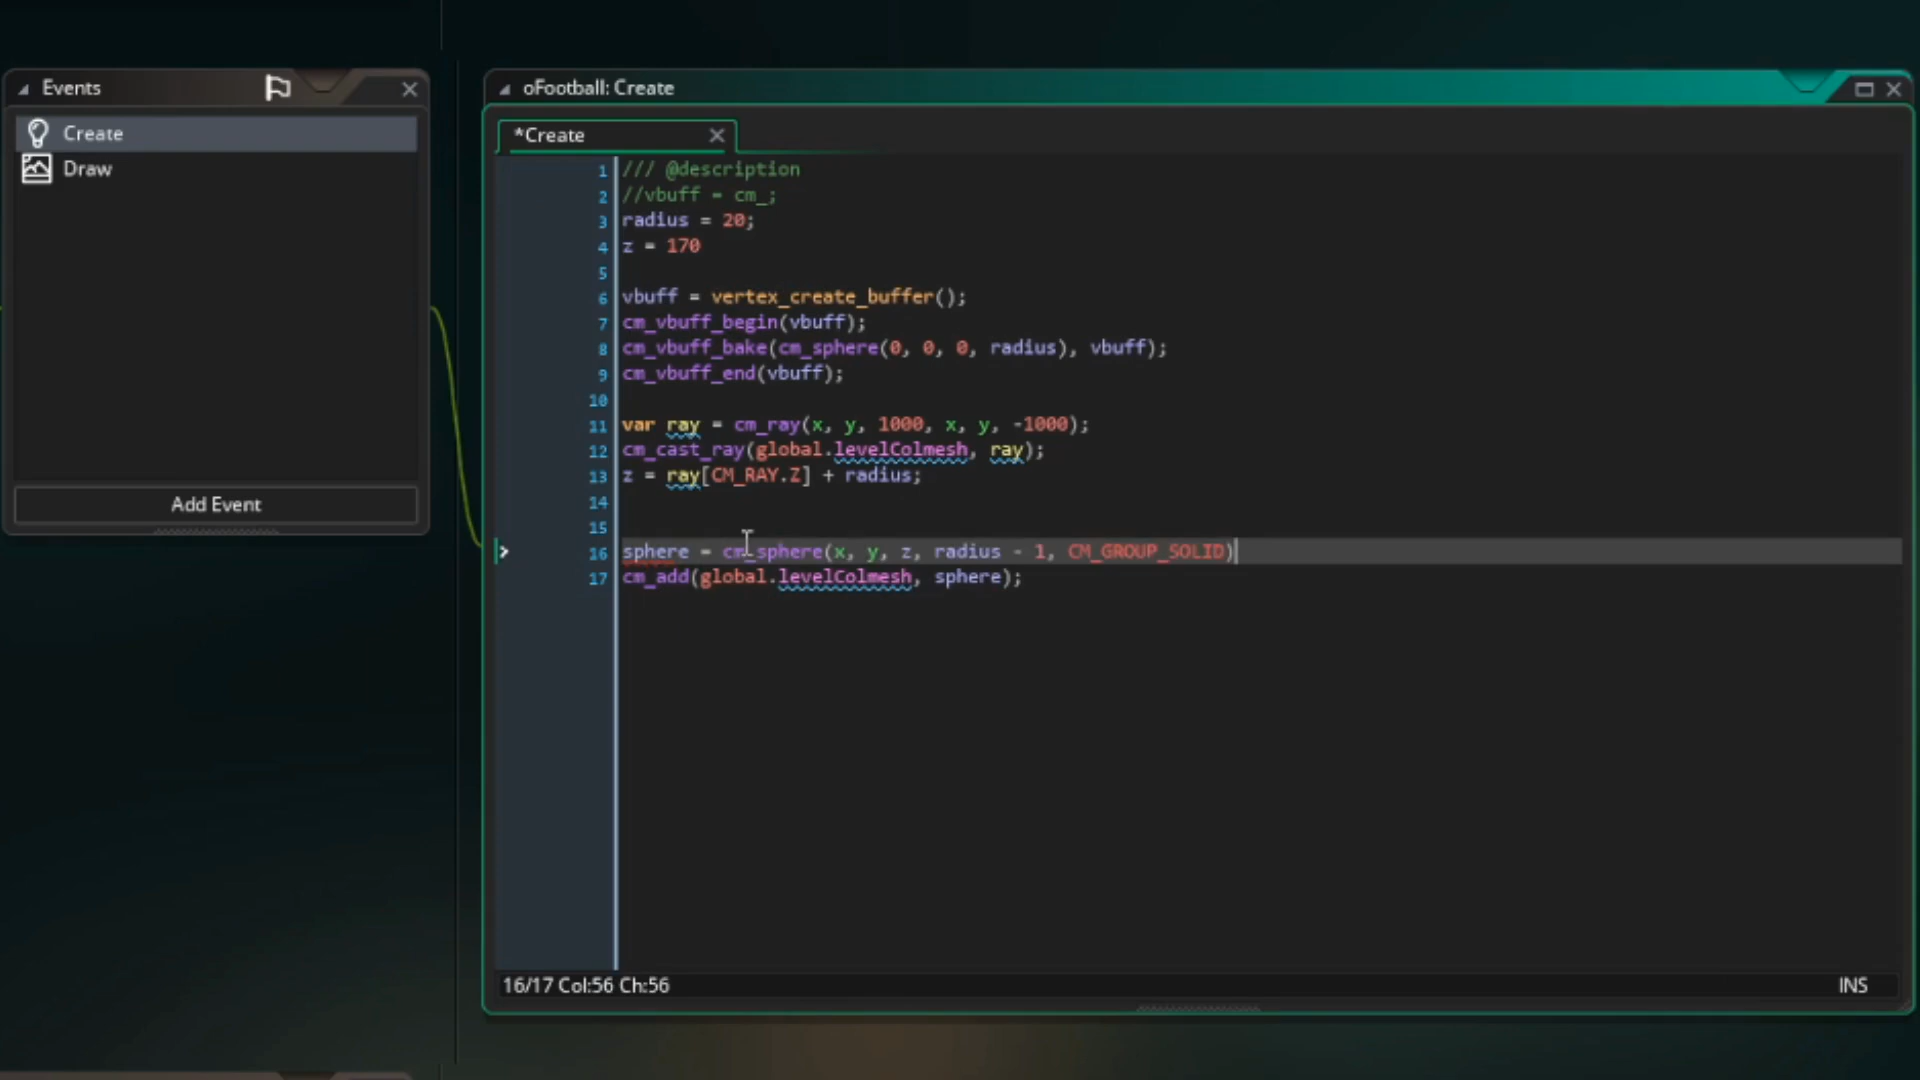 Events
Create
Draw
Add Event
oFootball: Create
*Create
1 /// @description
2 //vbuff = cm_;
3 radius = 20;
4 z = 170
5
6 vbuff = vertex_create_buffer();
7 cm_vbuff_begin(vbuff);
8 cm_vbuff_bake(cm_sphere(0, 0, 0, radius), vbuff);
9 cm_vbuff_end(vbuff);
10
11 var ray = cm_ray(x, y, 1000, x, y, -1000);
12 cm_cast_ray(global.levelColmesh, ray);
13 z = ray[CM_RAY.Z] + radius;
14
15
16 sphere = cm_sphere(x, y, z, radius - 1, CM_GROUP_SOLID)
17 cm_add(global.levelColmesh, sphere);
16/17 Col:56 Ch:56
INS